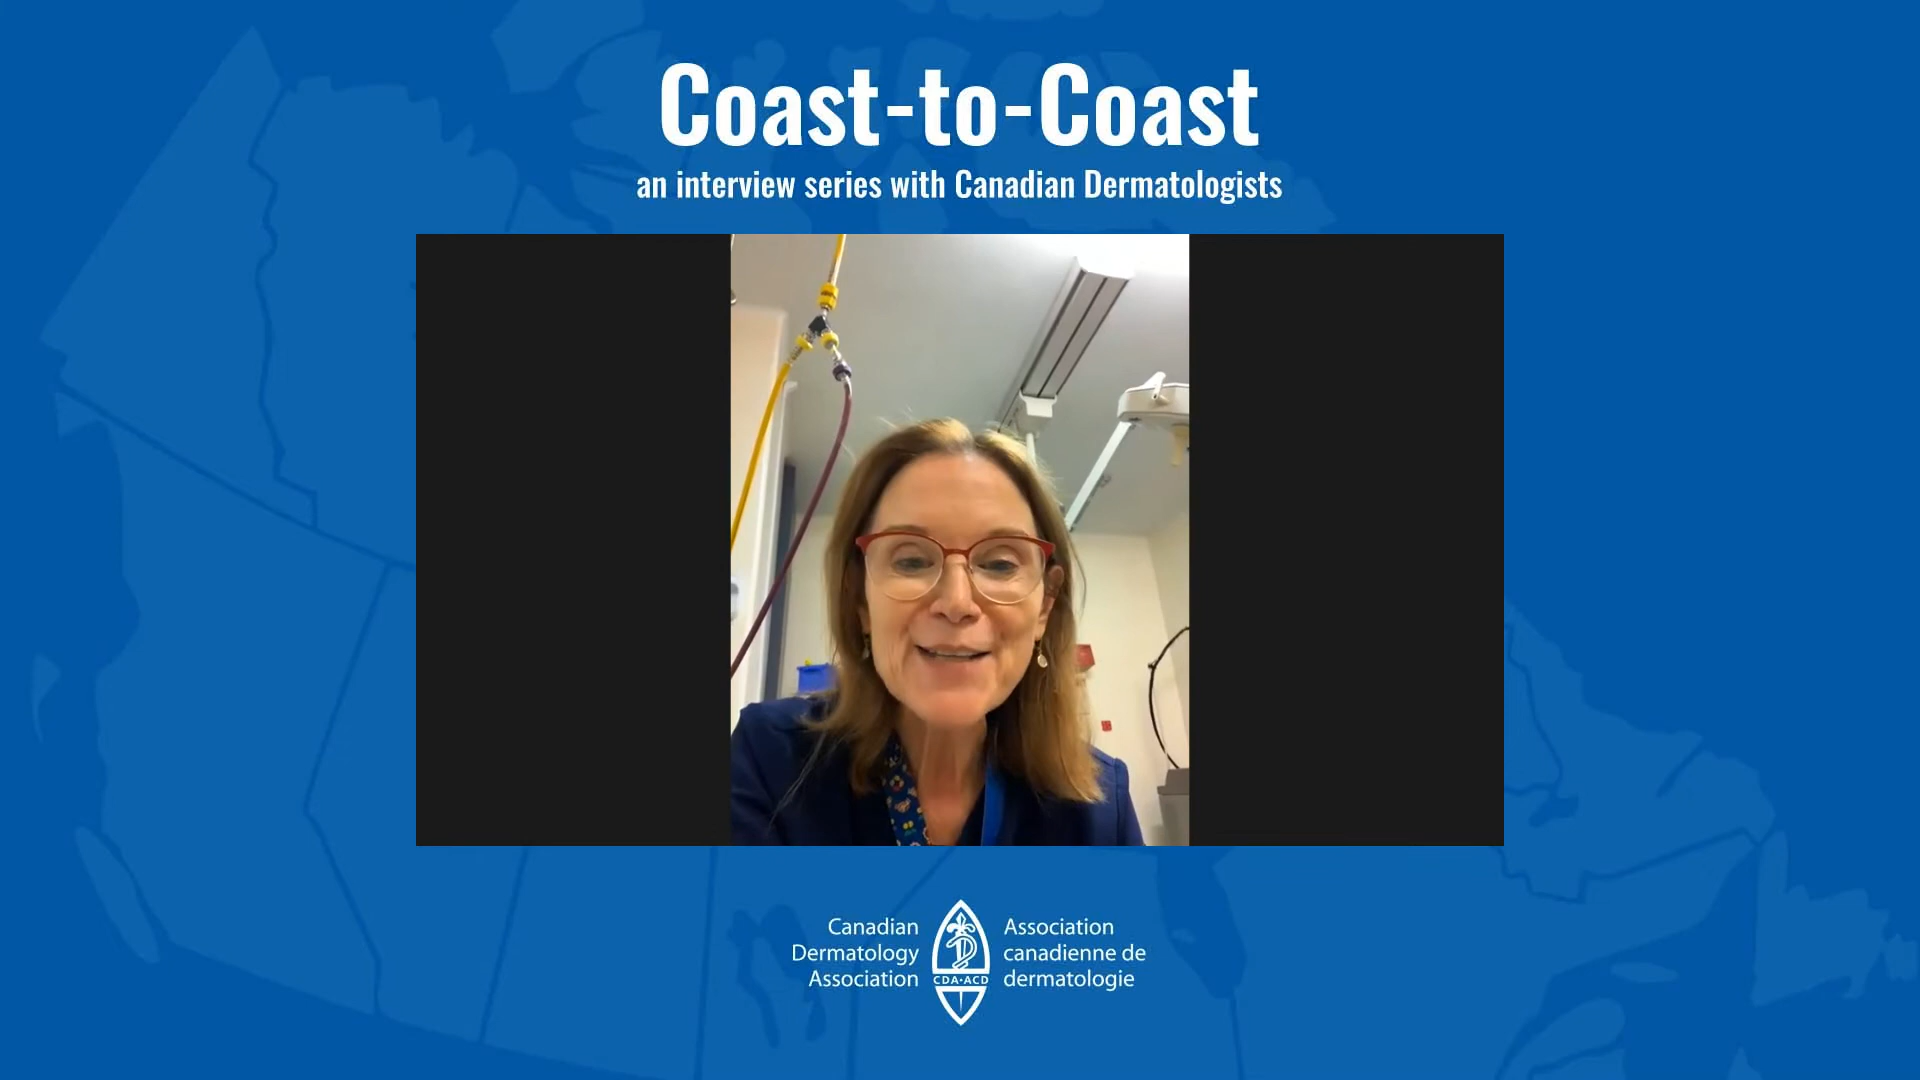 Coast-to-Coast
an interview series with Canadian Dermatologists
Canadian
Dermatology
Association
CDA•ACD
Association
canadienne de
dermatologie